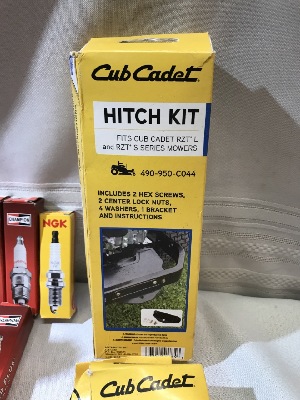 Cub Cadet
HITCH KIT
FITS CUB CADET RZT® L
and RZT® S SERIES MOWERS
490-950-C044
INCLUDES 2 HEX SCREWS,
2 CENTER LOCK NUTS,
4 WASHERS, 1 BRACKET
AND INSTRUCTIONS
CHAMPION
NGK
CHAMPION
Cub Cadet